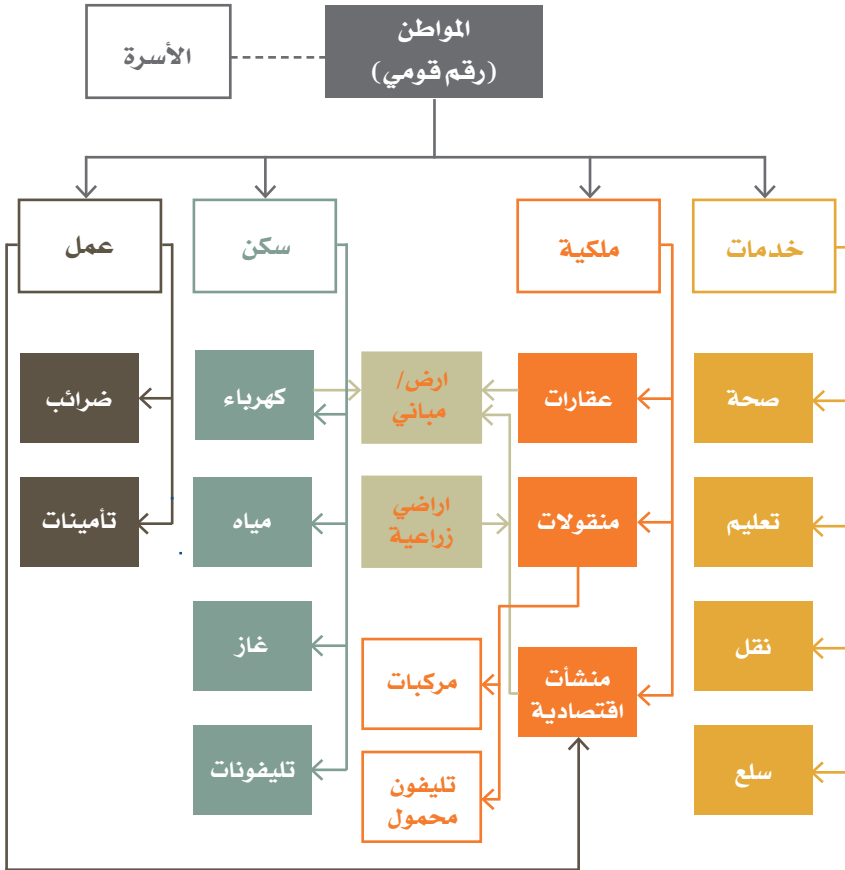 المواطن
(رقم قومي)
الأسرة
خدمات
ملكية
سكن
عمل
صحة
عقارات
ارض/
مباني
كهرباء
ضرائب
تعليم
منقولات
اراضي
زراعية
مياه
تأمينات
نقل
منشأت
اقتصادية
مركبات
غاز
سلع
تليفون
محمول
تليفونات